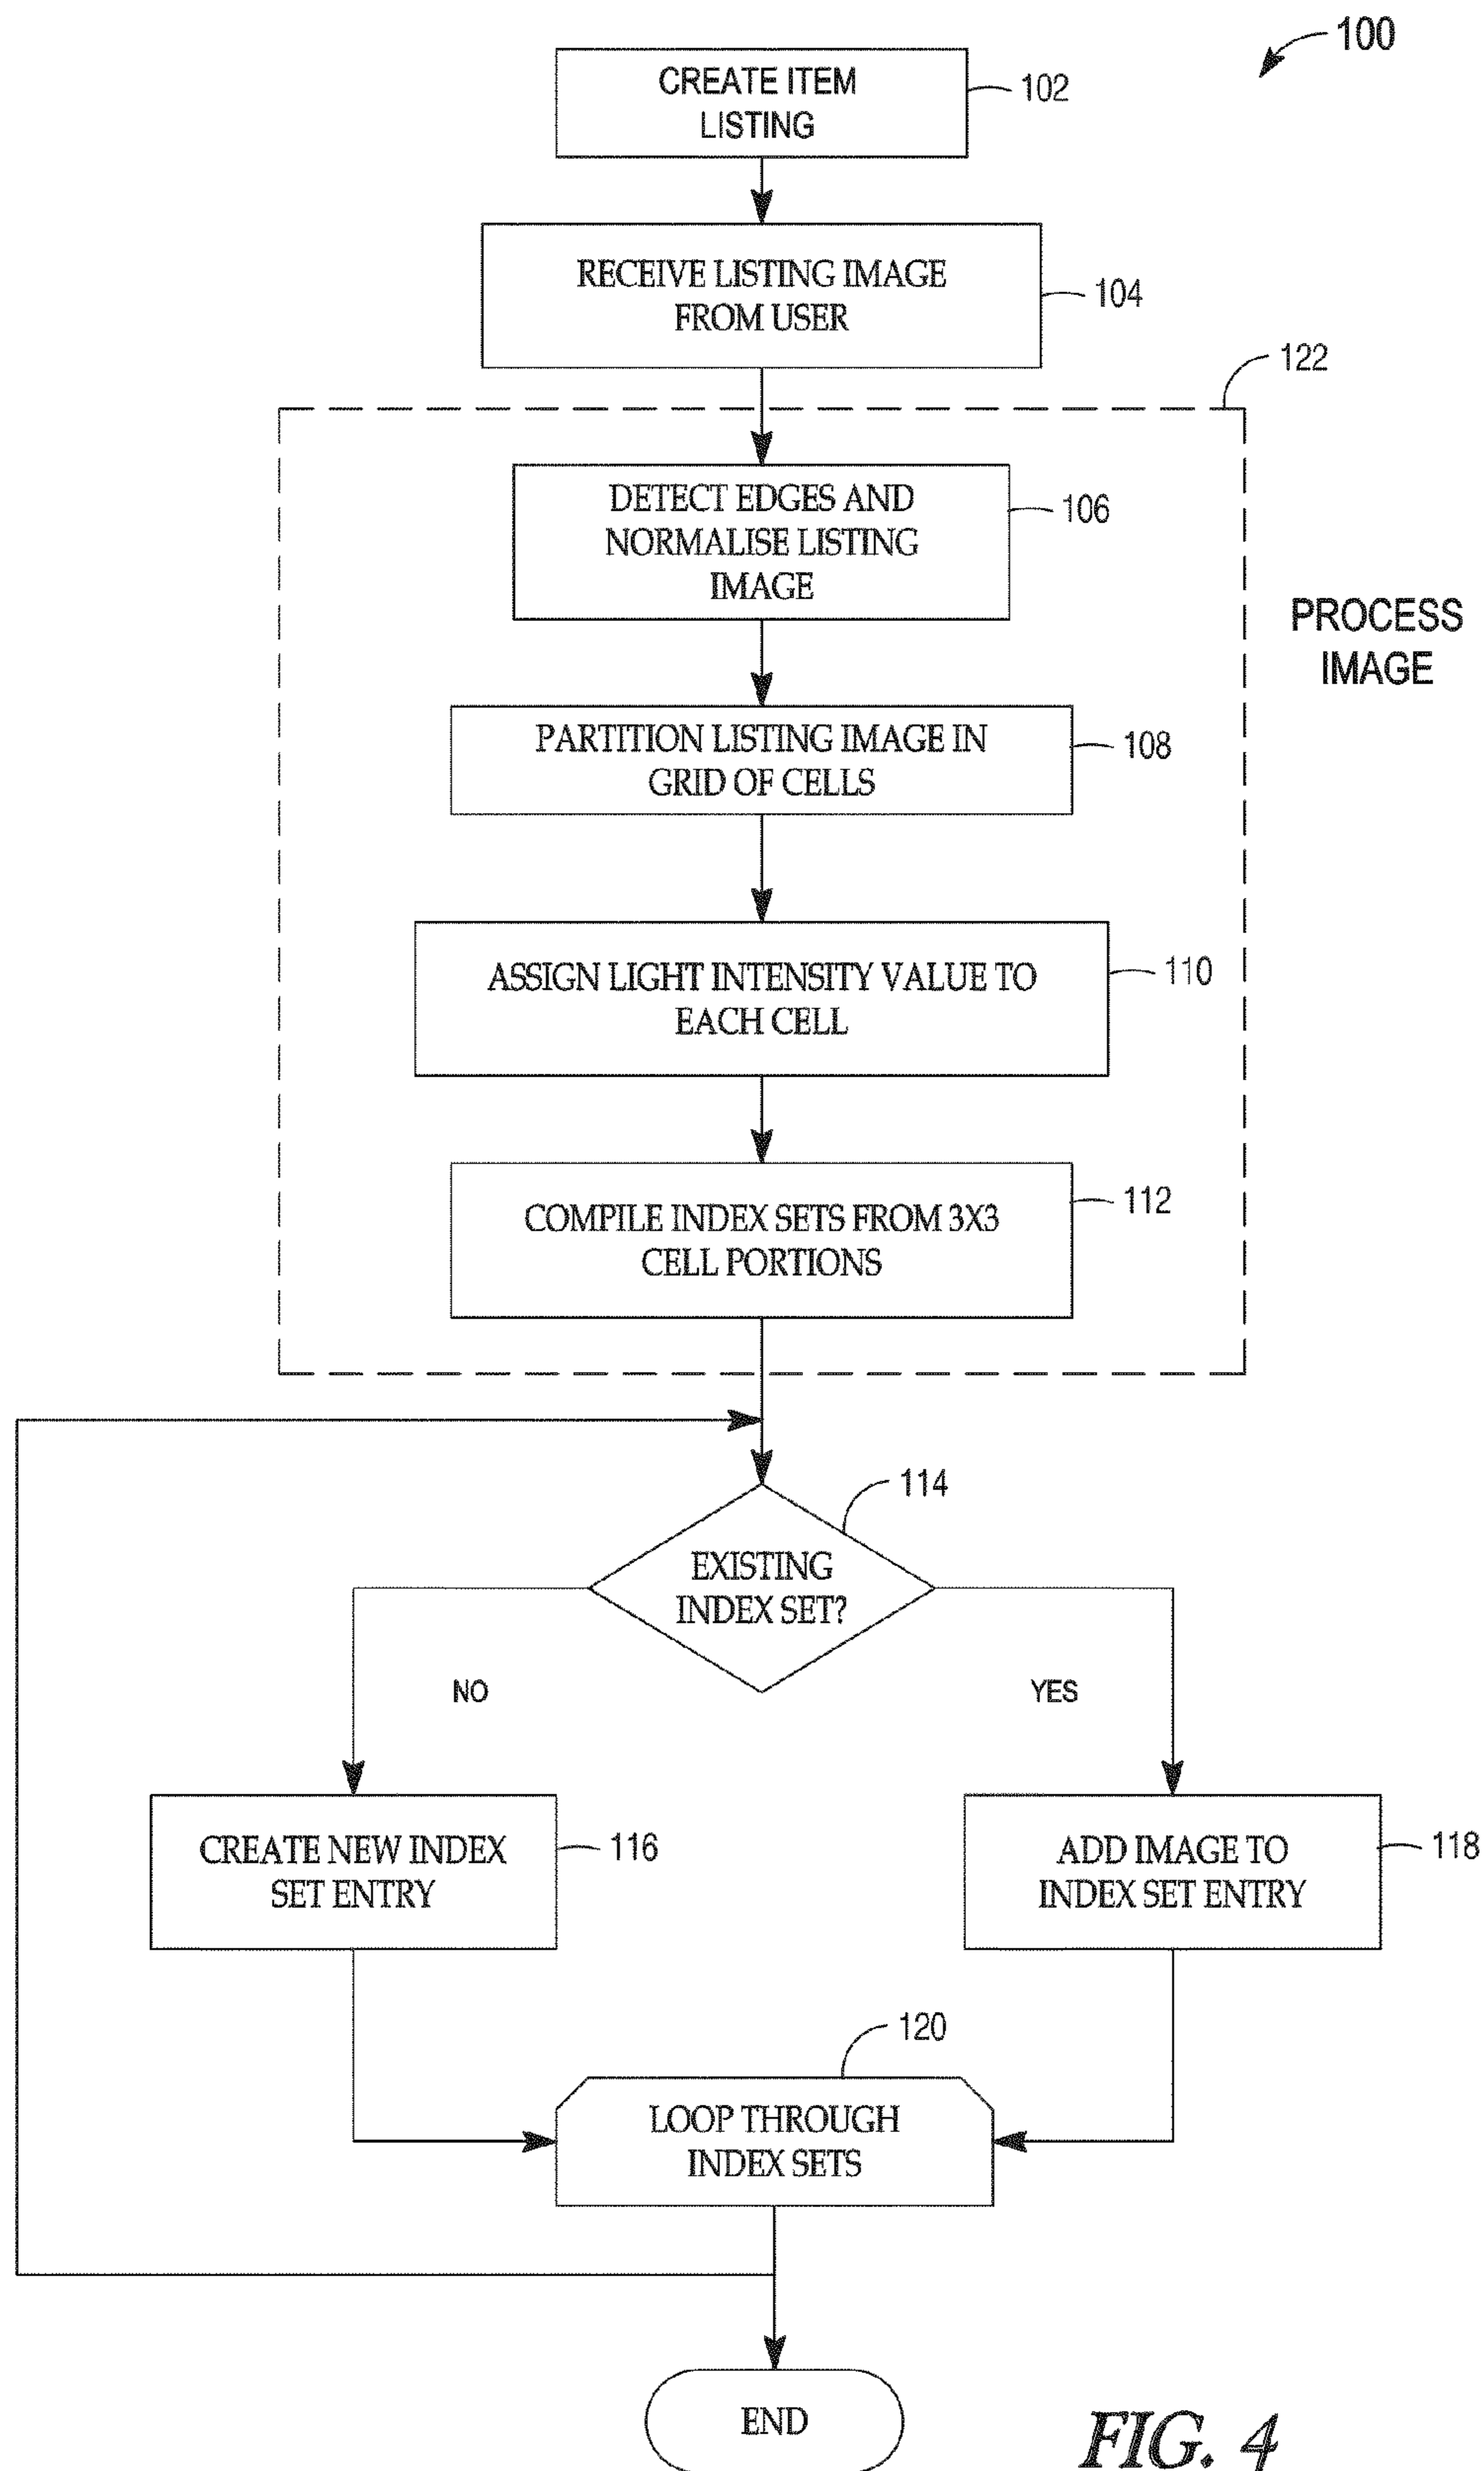 100
CREATE ITEM
LISTING
102
RECEIVE LISTING IMAGE
FROM USER
104
122
DETECT EDGES AND
NORMALISE LISTING
IMAGE
106
PROCESS
IMAGE
PARTITION LISTING IMAGE IN
GRID OF CELLS
108
ASSIGN LIGHT INTENSITY VALUE TO
EACH CELL
110
COMPILE INDEX SETS FROM 3X3
CELL PORTIONS
112
114
EXISTING
INDEX SET?
NO
YES
CREATE NEW INDEX
SET ENTRY
116
ADD IMAGE TO
INDEX SET ENTRY
118
120
LOOP THROUGH
INDEX SETS
END
FIG. 4